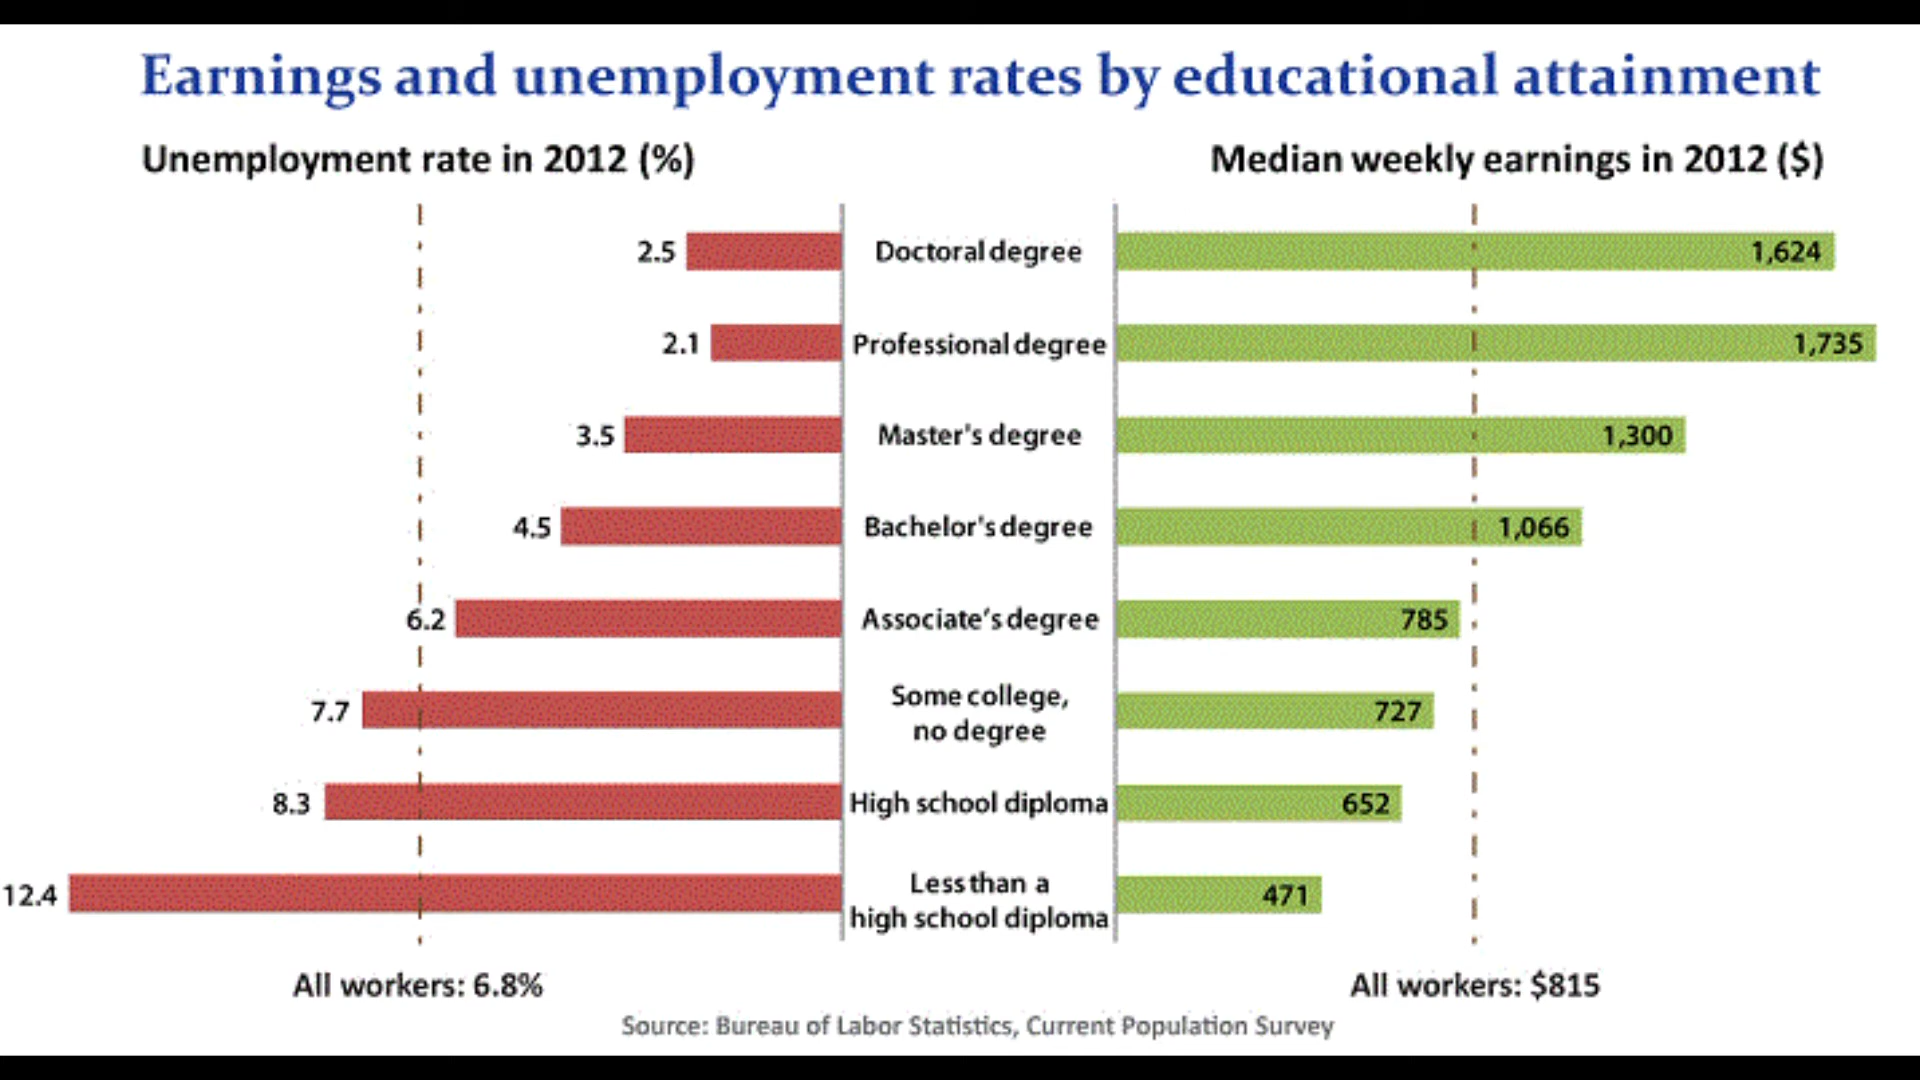 Earnings and unemployment rates by educational attainment
Unemployment rate in 2012 (%)
Median weekly earnings in 2012 ($)
2.5 Doctoral degree 1,624
2.1 Professional degree 1,735
3.5 Master's degree 1,300
4.5 Bachelor's degree 1,066
6.2 Associate's degree 785
7.7 Some college, 727
no degree
8.3 High school diploma 652
12.4 Less than a 471
high school diploma
All workers: 6.8%
All workers: $815
Source: Bureau of Labor Statistics, Current Population Survey